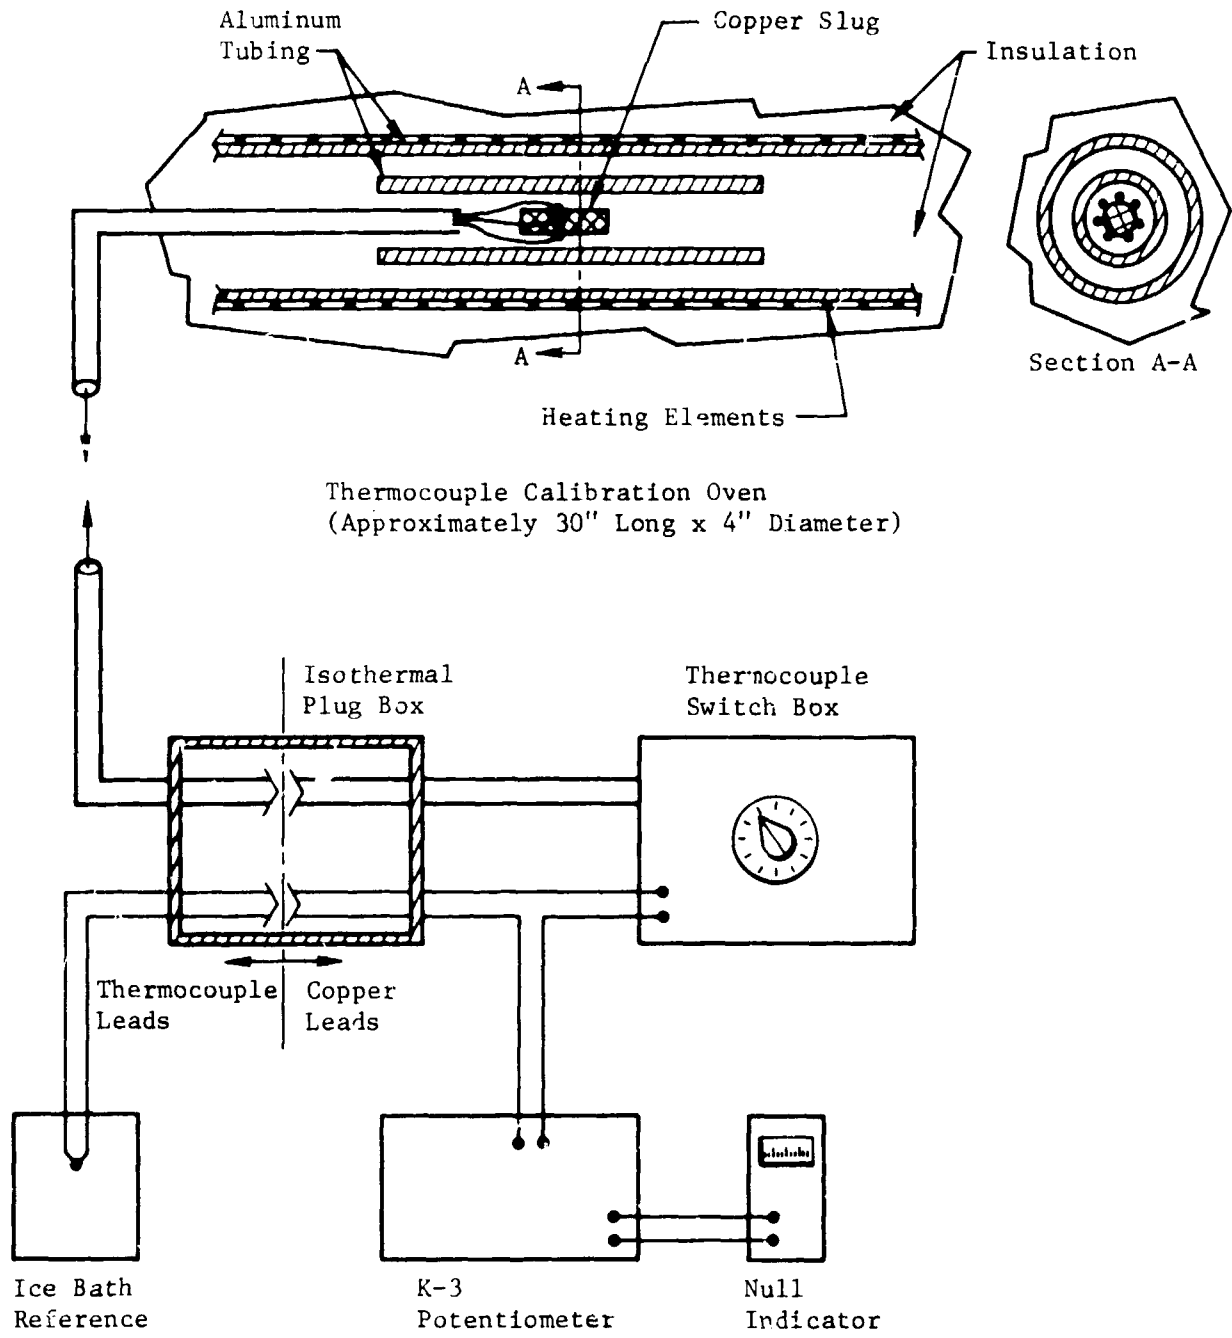 Aluminum
Tubing
Copper Slug
Insulation
A
A
Section A-A
Heating Elements
Thermocouple Calibration Oven
(Approximately 30" Long x 4" Diameter)
Isothermal
Plug Box
Thermocouple
Switch Box
Thermocouple
Leads
Copper
Leads
Ice Bath
Reference
K-3
Potentiometer
Null
Indicator